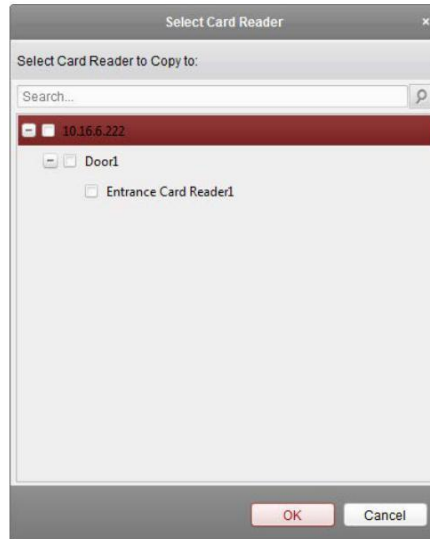 Select Card Reader ×
Select Card Reader to Copy to:
Search...
10.16.6.222
Door1
Entrance Card Reader1
OK Cancel